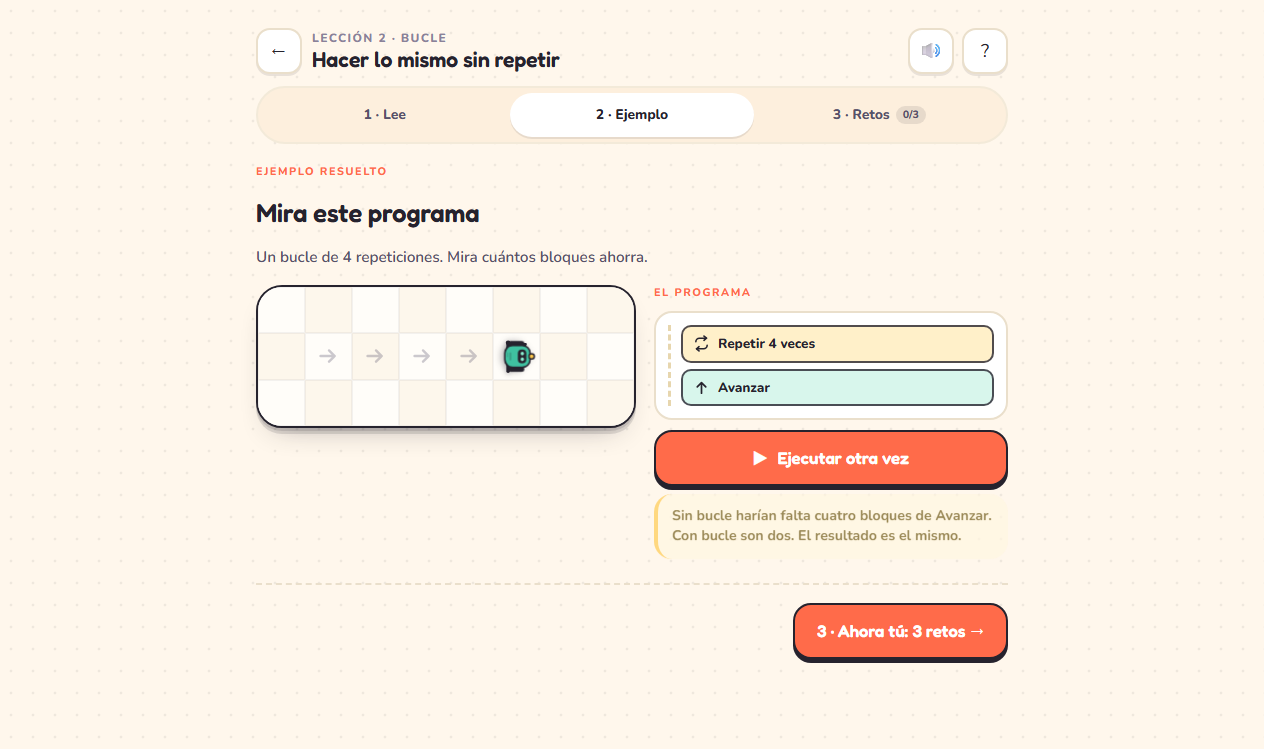 ←
LECCIÓN 2 · BUCLE
Hacer lo mismo sin repetir
?
1 · Lee
2 · Ejemplo
3 · Retos 0/3
EJEMPLO RESUELTO
Mira este programa
Un bucle de 4 repeticiones. Mira cuántos bloques ahorra.
EL PROGRAMA
Repetir 4 veces
Avanzar
Ejecutar otra vez
Sin bucle harían falta cuatro bloques de Avanzar.
Con bucle son dos. El resultado es el mismo.
3 · Ahora tú: 3 retos →